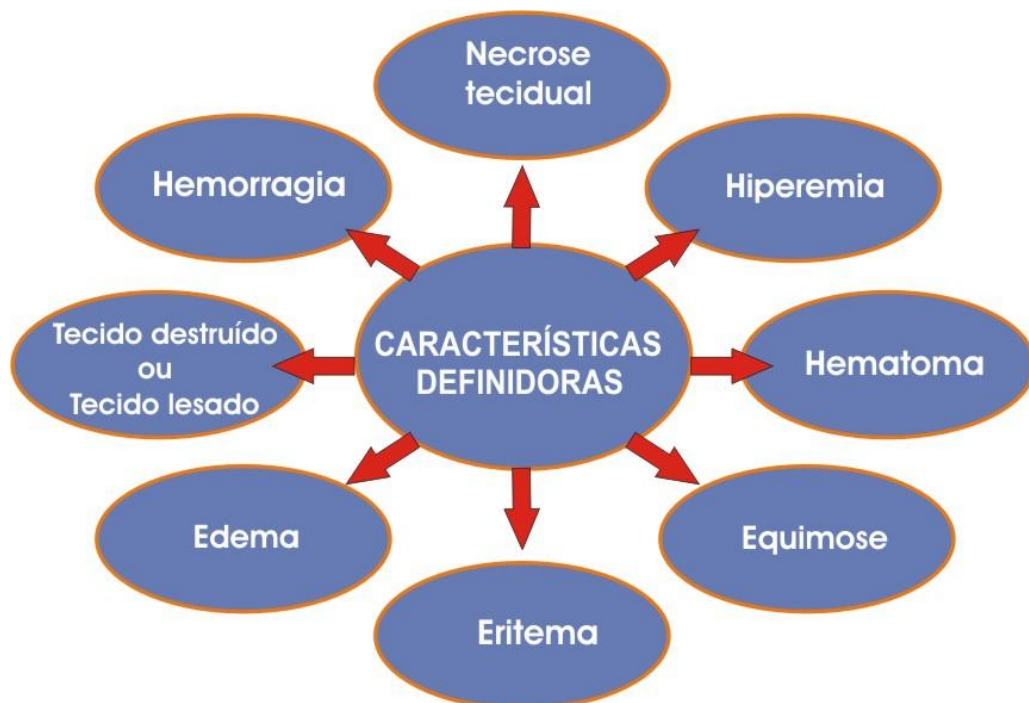 Necrose
tecidual
Hemorragia
Hiperemia
Tecido destruído
ou
Tecido lesado
CARACTERÍSTICAS
DEFINIDORAS
Hematoma
Edema
Equimose
Eritema